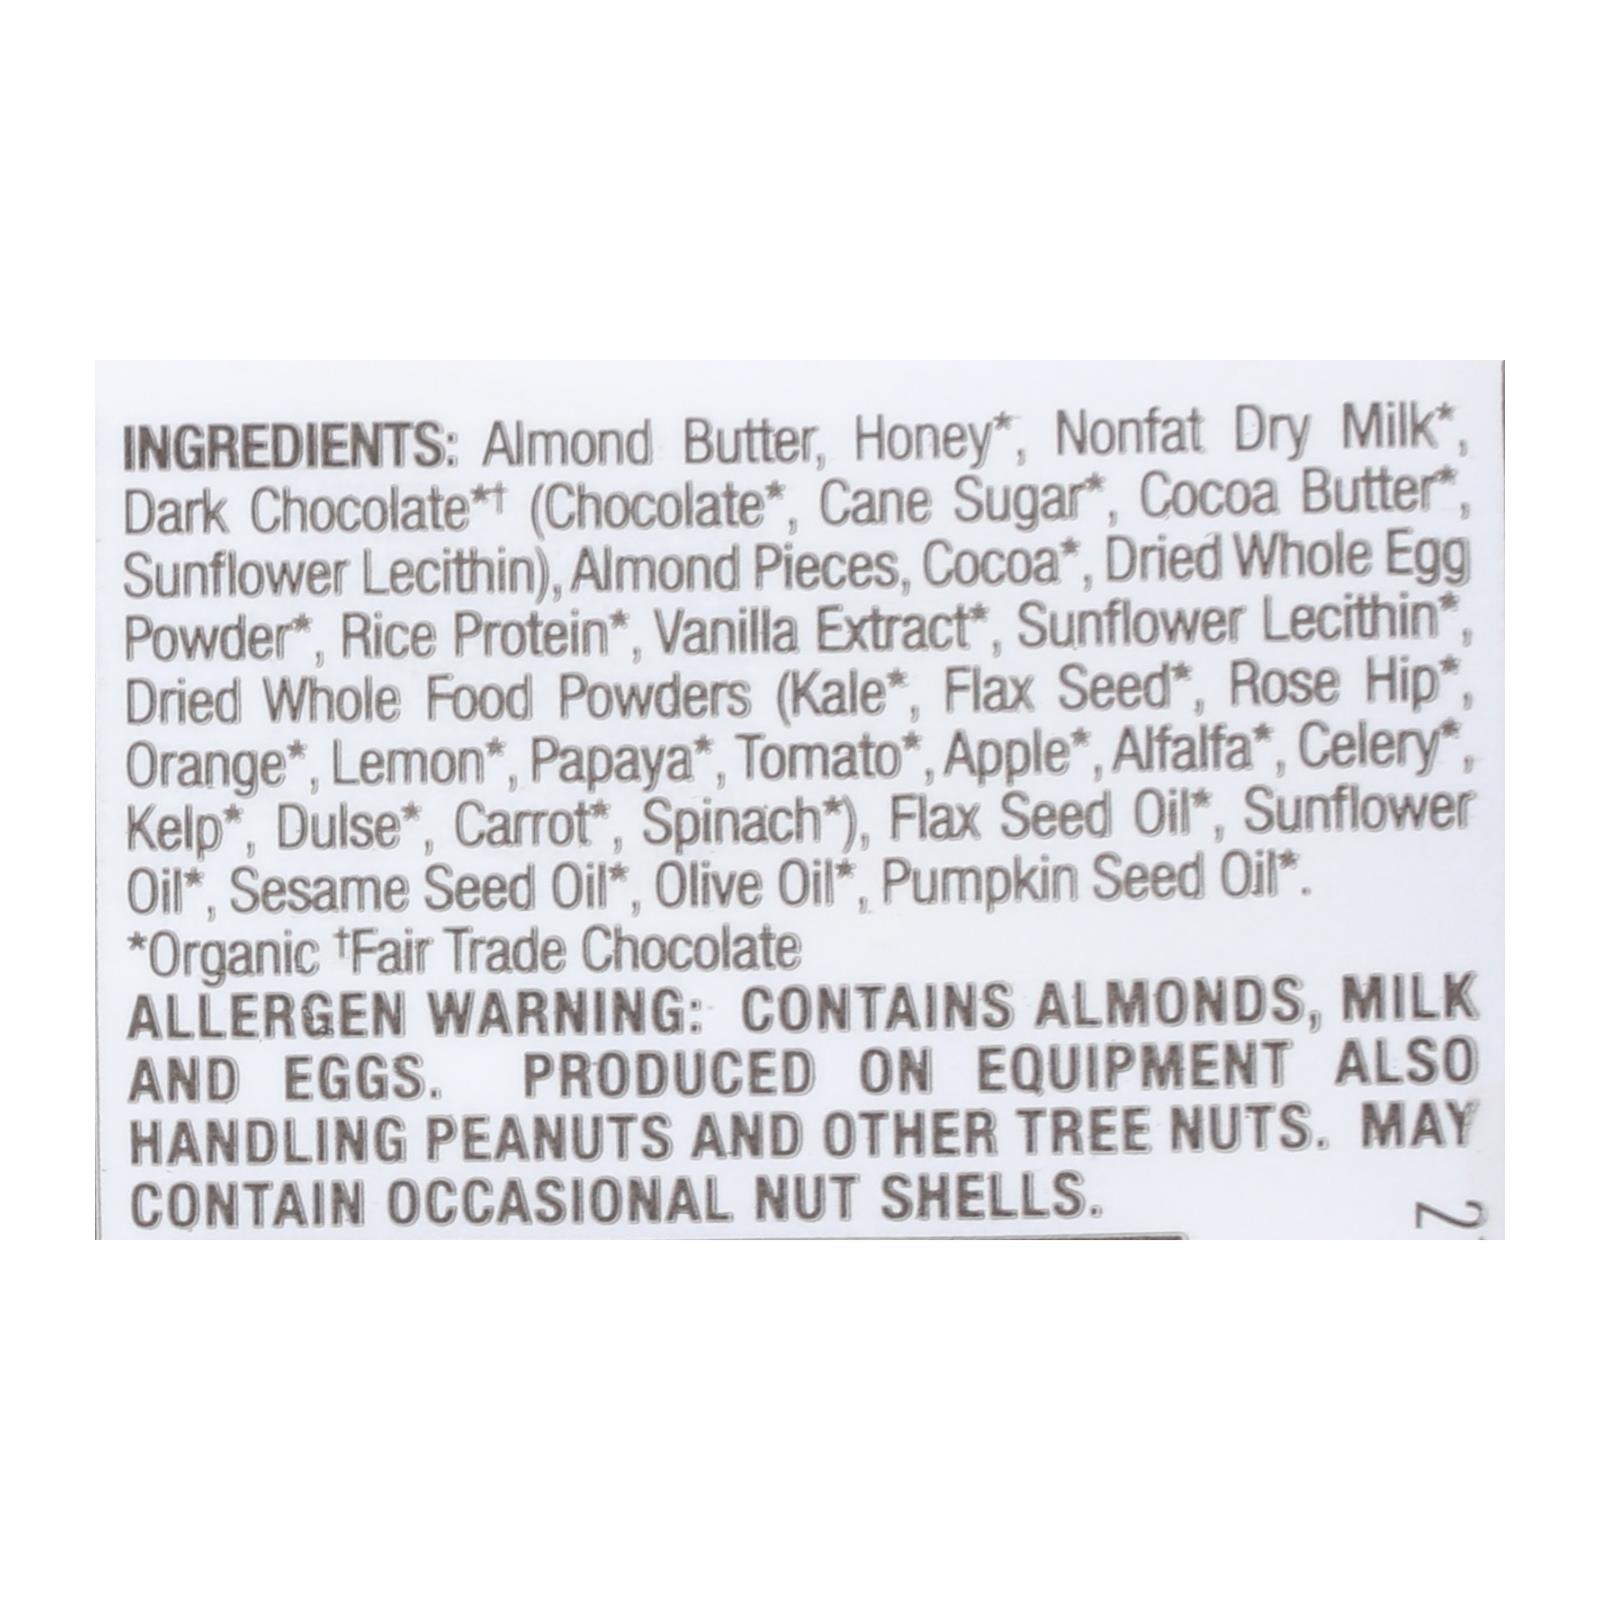 INGREDIENTS: Almond Butter, Honey*, Nonfat Dry Milk*,
Dark Chocolate*† (Chocolate*, Cane Sugar*, Cocoa Butter*,
Sunflower Lecithin), Almond Pieces, Cocoa*, Dried Whole Egg
Powder*, Rice Protein*, Vanilla Extract*, Sunflower Lecithin*,
Dried Whole Food Powders (Kale*, Flax Seed*, Rose Hip*,
Orange*, Lemon*, Papaya*, Tomato*, Apple*, Alfalfa*, Celery*,
Kelp*, Dulse*, Carrot*, Spinach*), Flax Seed Oil*, Sunflower
Oil*, Sesame Seed Oil*, Olive Oil*, Pumpkin Seed Oil*.
*Organic †Fair Trade Chocolate
ALLERGEN WARNING: CONTAINS ALMONDS, MILK
AND EGGS. PRODUCED ON EQUIPMENT ALSO
HANDLING PEANUTS AND OTHER TREE NUTS. MAY
CONTAIN OCCASIONAL NUT SHELLS.
2